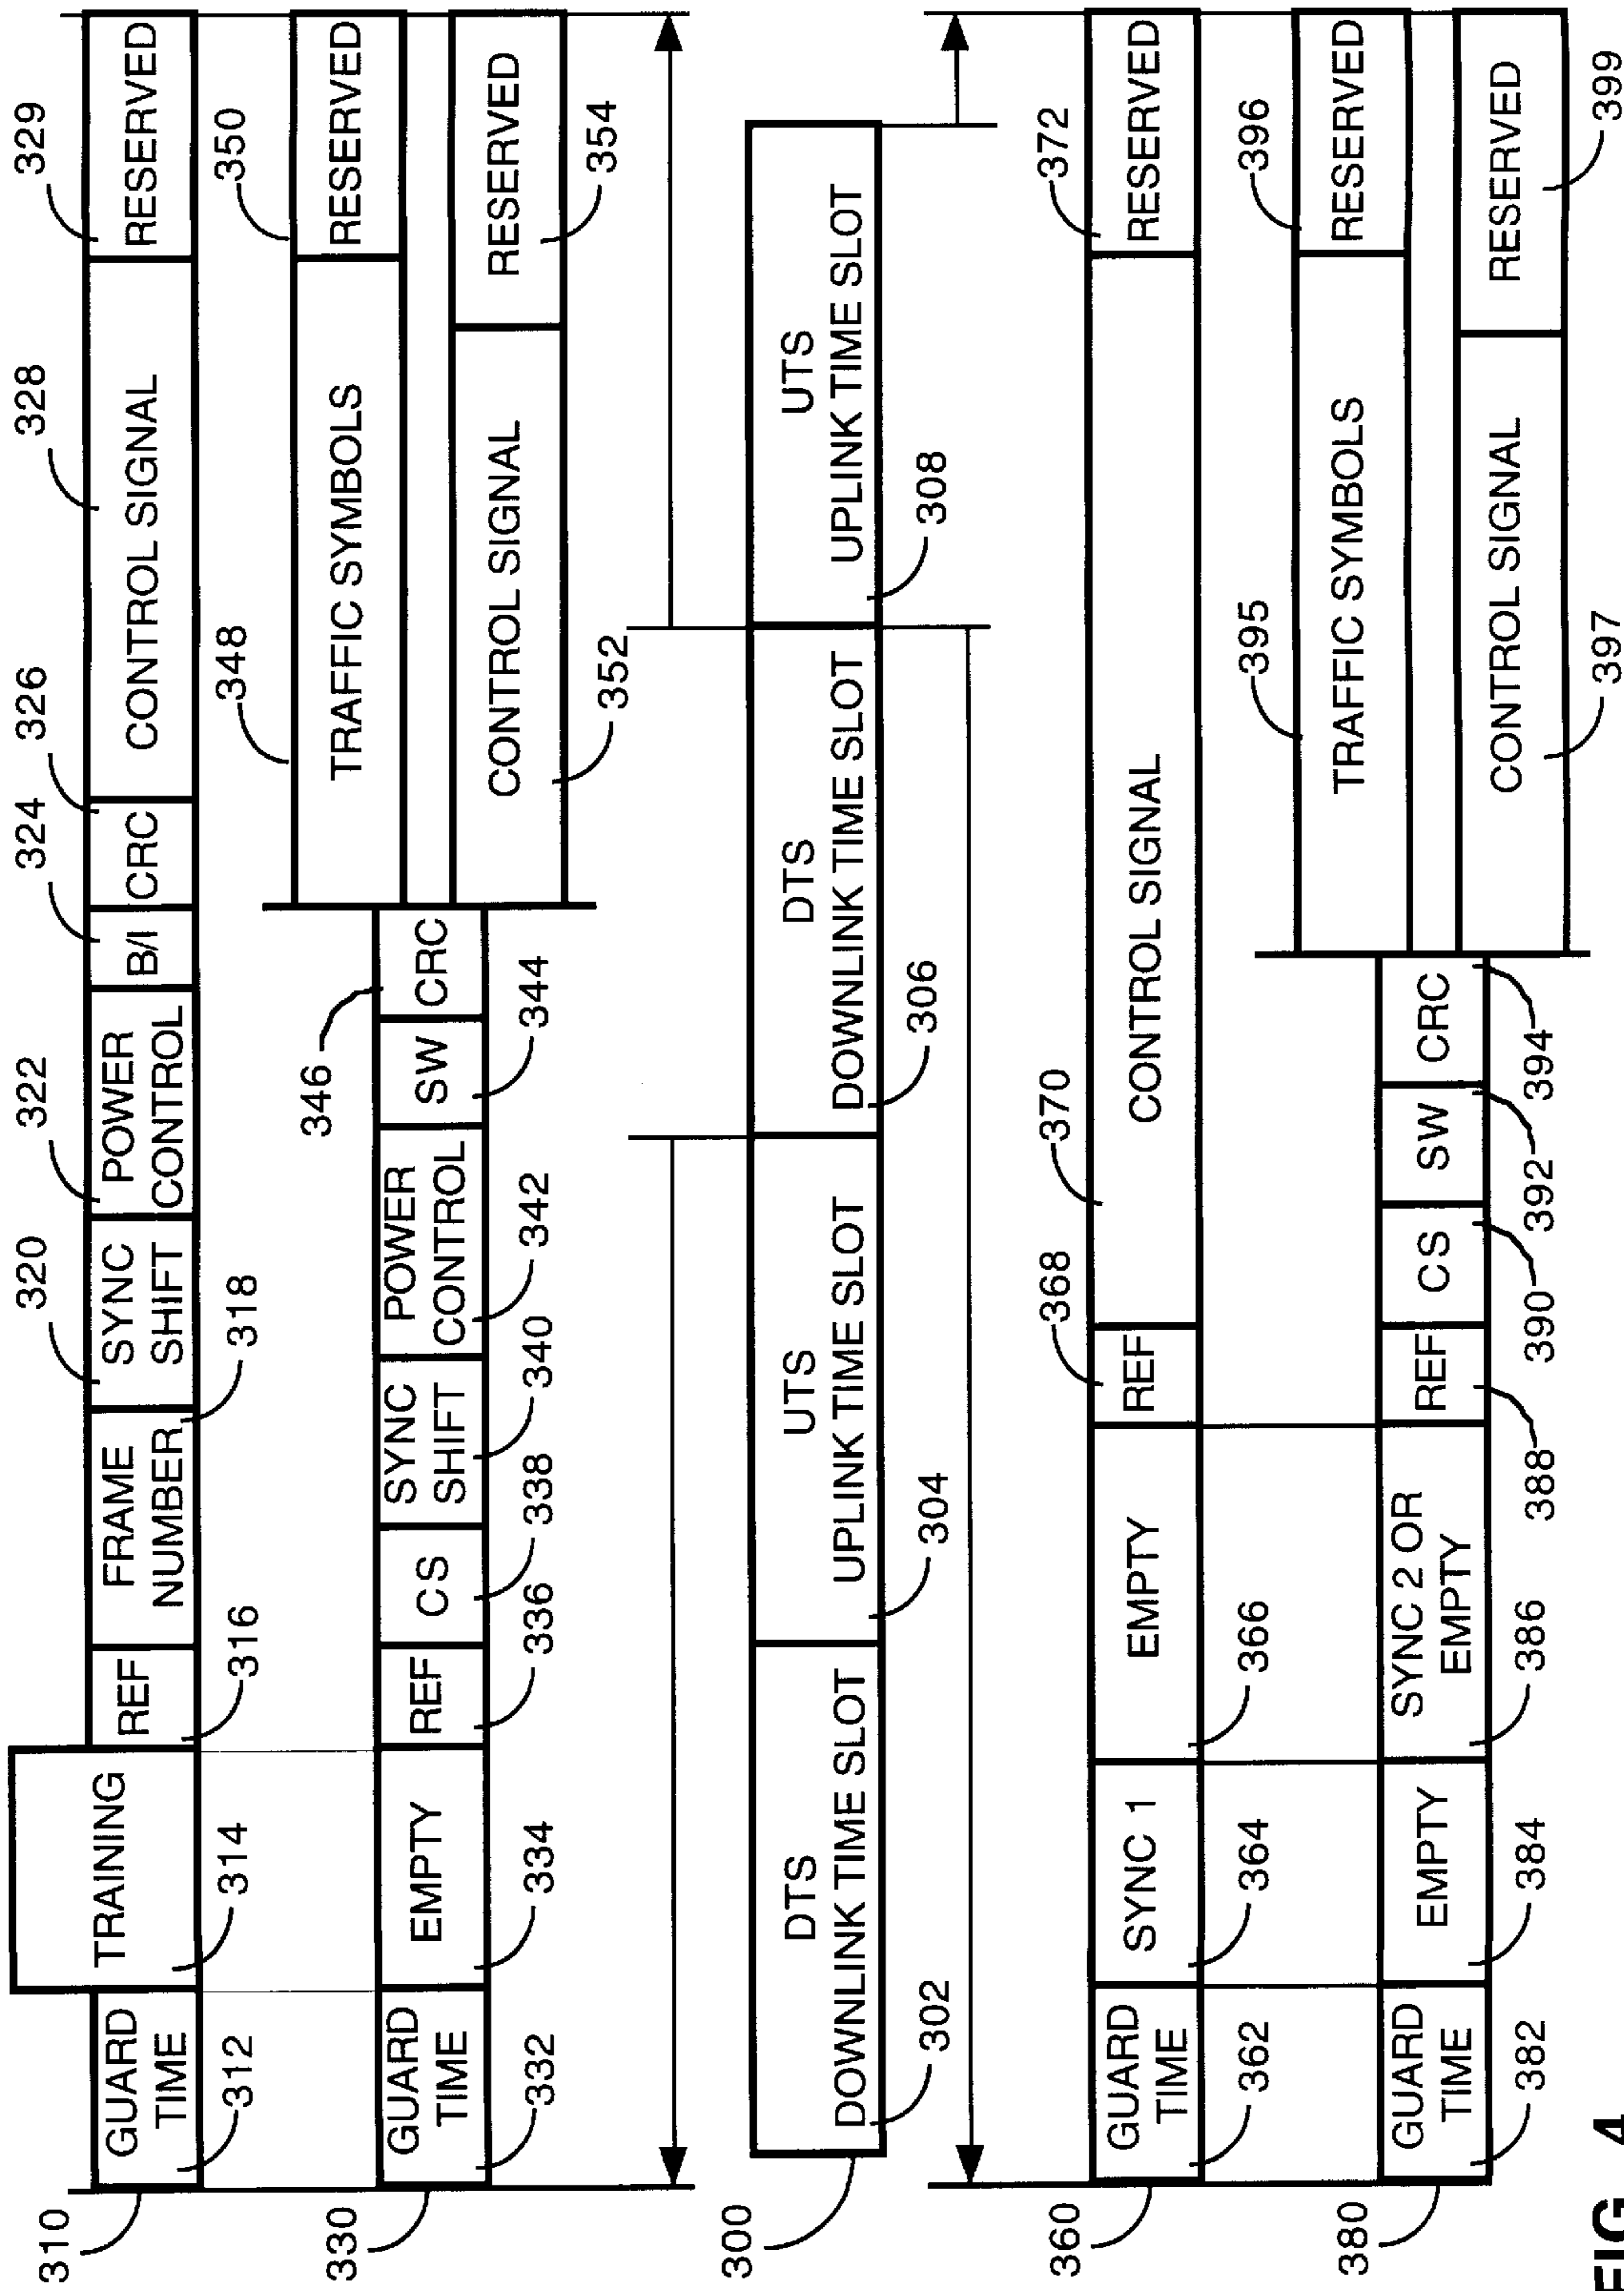 310
GUARD
TIME
312
TRAINING
314
REF
316
FRAME
NUMBER
318
SYNC
SHIFT
320
POWER
CONTROL
322
B/I
324
CRC
326
CONTROL SIGNAL
328
RESERVED
329
330
GUARD
TIME
332
EMPTY
334
REF
336
CS
338
SYNC
SHIFT
340
POWER
CONTROL
342
SW
344
CRC
346
TRAFFIC SYMBOLS
348
RESERVED
350
CONTROL SIGNAL
352
RESERVED
354
300
DTS
DOWNLINK TIME SLOT
302
UTS
UPLINK TIME SLOT
304
DTS
DOWNLINK TIME SLOT
306
UTS
UPLINK TIME SLOT
308
360
GUARD
TIME
362
SYNC 1
364
EMPTY
366
REF
368
CONTROL SIGNAL
370
RESERVED
372
380
GUARD
TIME
382
EMPTY
384
SYNC 2 OR
EMPTY
386
REF
388
CS
390
SW
392
CRC
394
TRAFFIC SYMBOLS
395
RESERVED
396
CONTROL SIGNAL
397
RESERVED
399
FIG. 4